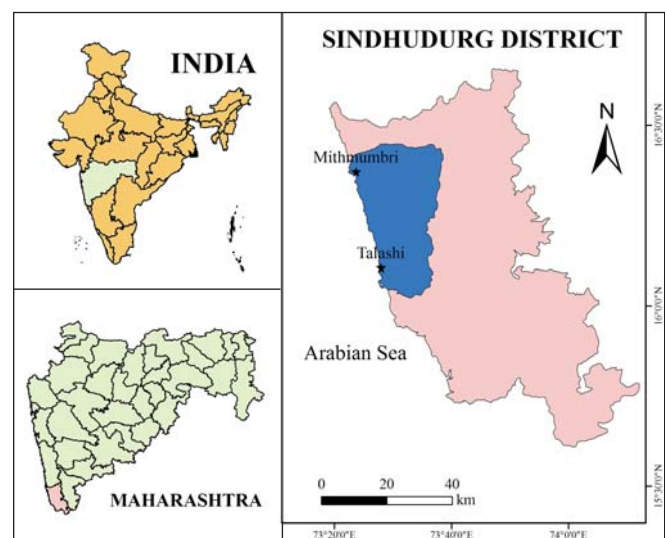 INDIA
MAHARASHTRA
SINDHUDURG DISTRICT
N
Mithmumbri
Talashi
Arabian Sea
0 20 40
km
16°30'0"N
16°0'0"N
15°30'0"N
73°20'0"E 73°40'0"E 74°0'0"E